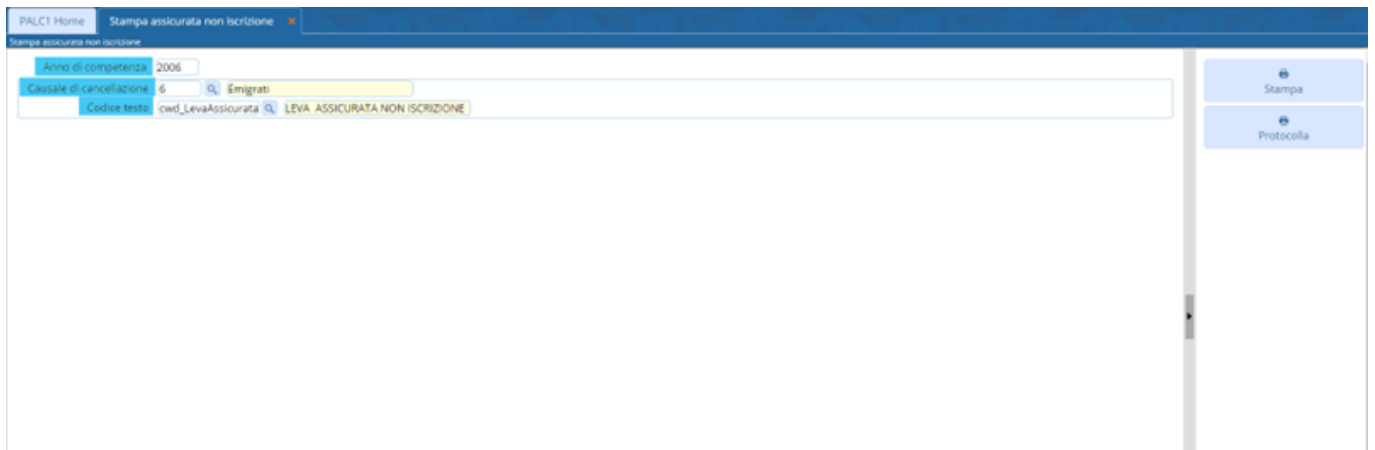 PALC1 Home
Stampa assicurata non iscrizione ×
Stampa assicurata non iscrizione
Anno di competenza 2006
Causale di cancellazione 6 Emigrati
Codice testo cwd_LevaAssicurata LEVA ASSICURATA NON ISCRIZIONE
Stampa
Protocolla